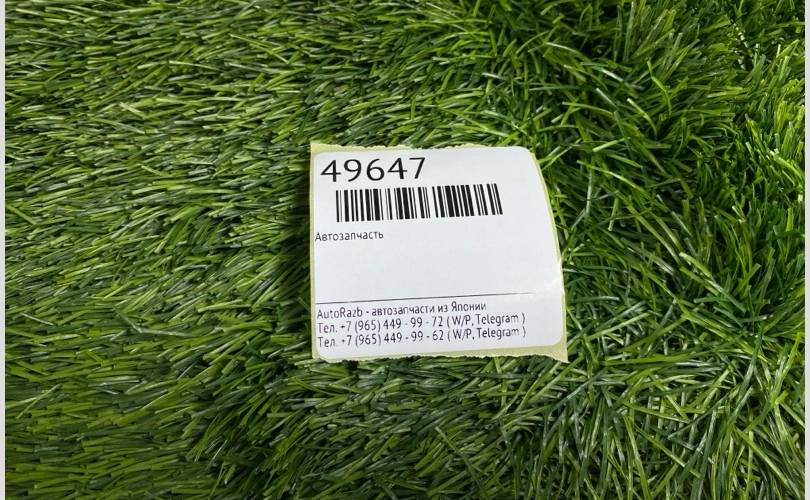 49647
Автозапчасть
AutoRazb - автозапчасти из Японии
Тел. +7 (965) 449 - 99 - 72 ( W/P, Telegram )
Тел. +7 (965) 449 - 99 - 62 ( W/P, Telegram )